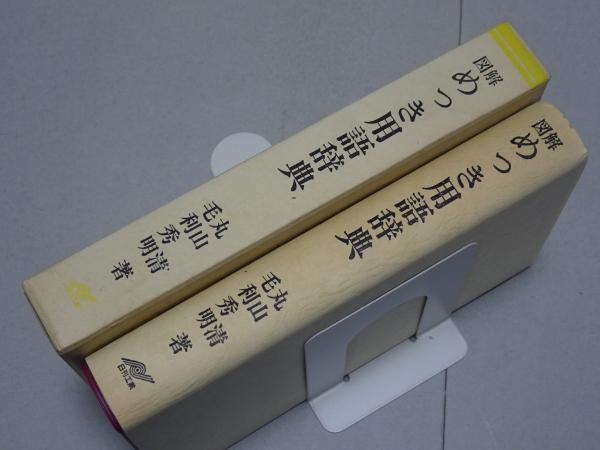 図解
めっき用語辞典
丸山清
毛利秀明
著
図解
めっき用語辞典
丸山清
毛利秀明
著
日刊工業